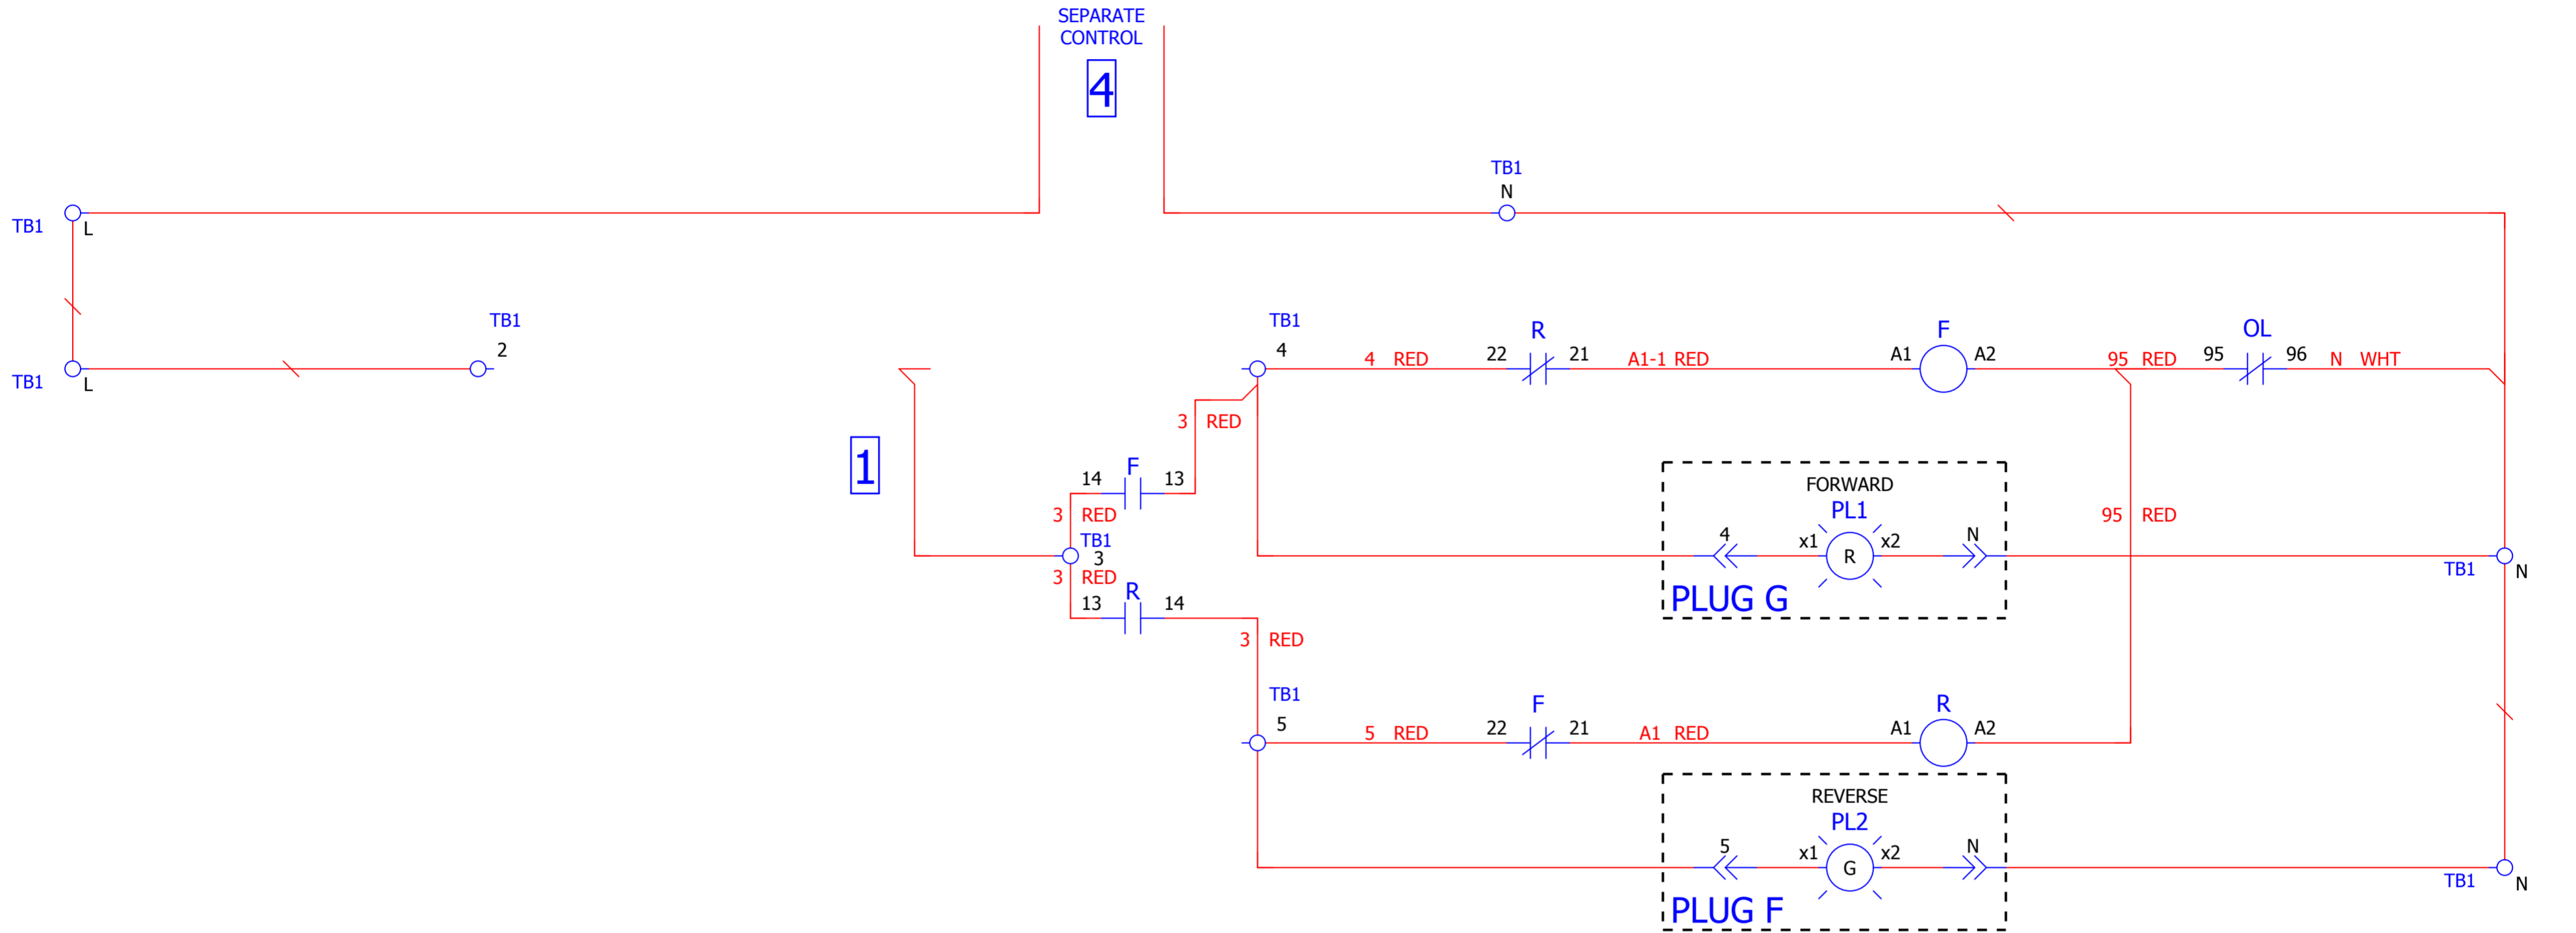 SEPARATE
CONTROL
4
TB1
N
TB1
L
TB1
2
TB1
4
R
F
OL
4 RED
22
21
A1-1 RED
A1
A2
95 RED
95
96
N WHT
TB1
L
3 RED
1
F
14
13
FORWARD
PL1
3 RED
95 RED
TB1
3
4
x1
R
x2
N
TB1
N
3 RED
R
13
14
PLUG G
3 RED
TB1
5
F
R
5 RED
22
21
A1 RED
A1
A2
REVERSE
PL2
5
x1
G
x2
N
TB1
N
PLUG F